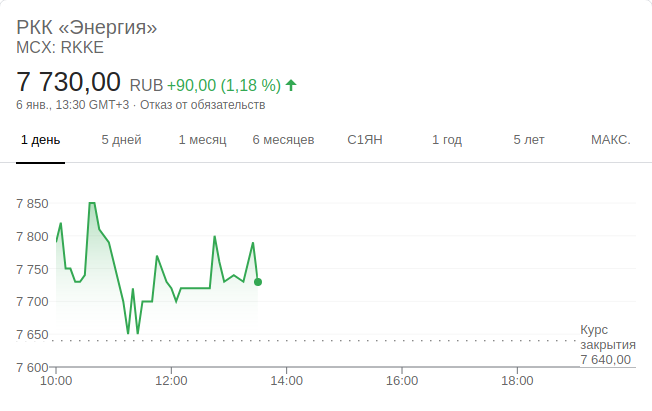 РКК «Энергия»
MCX: RKKE
7 730,00 RUB +90,00 (1,18 %)
6 янв., 13:30 GMT+3 · Отказ от обязательств
1 день 5 дней 1 месяц 6 месяцев С1ЯН 1 год 5 лет МАКС.
7 850
7 800
7 750
7 700
7 650
7 600
Курс
закрытия
7 640,00
10:00 12:00 14:00 16:00 18:00